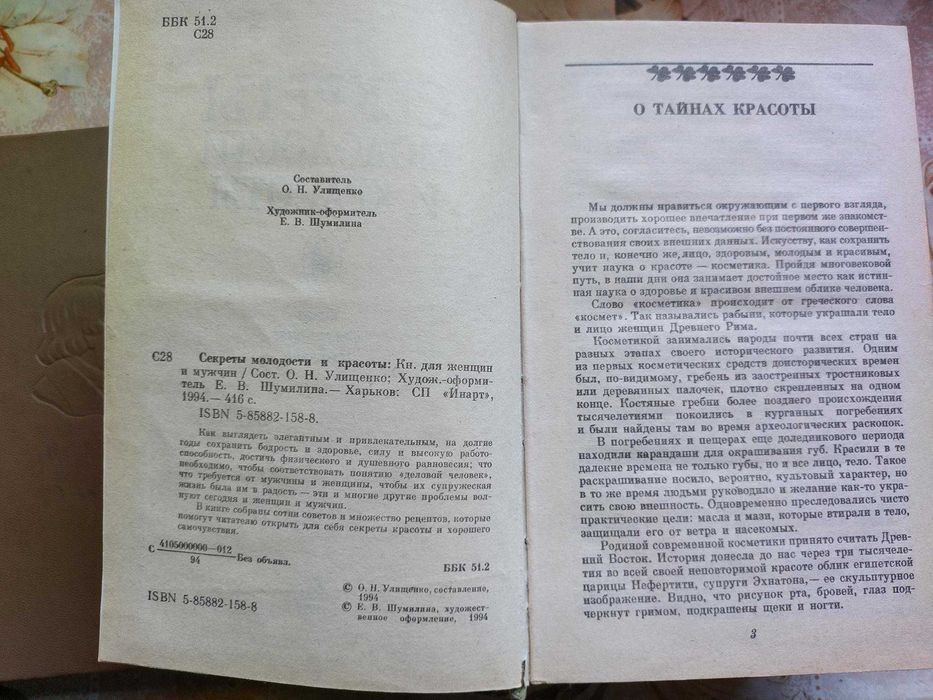 ББК 51.2
С28
Составитель
О. Н. Улищенко
Художник-оформитель
Е. В. Шумилина
С28 Секреты молодости и красоты: Кн. для женщин
и мужчин / Сост. О. Н. Улищенко; Худож.-оформи-
тель Е. В. Шумилина.— Харьков: СП «Инарт»,
1994.— 416 с.
ISBN 5-85882-158-8.
Как выглядеть элегантным и привлекательным, на долгие
годы сохранить бодрость и здоровье, силу и высокую работо-
способность, достичь физического и душевного равновесия; что
необходимо, чтобы соответствовать понятию «деловой человек»,
что требуется от мужчины и женщины, чтобы их супружеская
жизнь была им в радость — эти и многие другие проблемы вол-
нуют сегодня и женщин и мужчин.
В книге собраны сотни советов и множество рецептов, которые
помогут читателю открыть для себя секреты красоты и хорошего
самочувствия.
С 4105000000—012
94
Без объявл.
ББК 51.2
ISBN 5-85882-158-8
© О. Н. Улищенко, составление,
1994
© Е. В. Шумилина, художест-
венное оформление, 1994
О ТАЙНАХ КРАСОТЫ
Мы должны нравиться окружающим с первого взгляда,
производить хорошее впечатление при первом же знакомст-
ве. А это, согласитесь, невозможно без постоянного совершен-
ствования своих внешних данных. Искусству, как сохранить
тело и, конечно же, лицо, здоровым, молодым и красивым,
учит наука о красоте — косметика. Пройдя многовековой
путь, в наши дни она занимает достойное место как истин-
ная наука о здоровье и красивом внешнем облике человека.
Слово «косметика» происходит от греческого слова
«космет». Так назывались рабыни, которые украшали тело
и лицо женщин Древнего Рима.
Косметикой занимались народы почти всех стран на
разных этапах своего исторического развития. Одним
из первых косметических средств доисторических времен
был, по-видимому, гребень из заостренных тростниковых
или деревянных палочек, плотно скрепленных на одном
конце. Костяные гребни более позднего происхождения
тысячелетиями покоились в курганных погребениях
и были найдены там во время археологических раскопок.
В погребениях и пещерах еще доледникового периода
находили карандаши для окрашивания губ. Красили в те
далекие времена не только губы, но и все лицо, тело. Такое
раскрашивание носило, вероятно, культовый характер, но
в то же время людьми руководило и желание как-то укра-
сить свою внешность. Одновременно преследовались чисто
практические цели: масла и мази, которые втирали в тело,
защищали его от ветра и насекомых.
Родиной современной косметики принято считать Древ-
ний Восток. История донесла до нас через три тысячеле-
тия во всей своей неповторимой красоте облик египетской
царицы Нефертити, супруги Эхнатона,— ее скульптурное
изображение. Видно, что рисунок рта, бровей, глаз под-
черкнут гримом, подкрашены щеки и ногти.
3